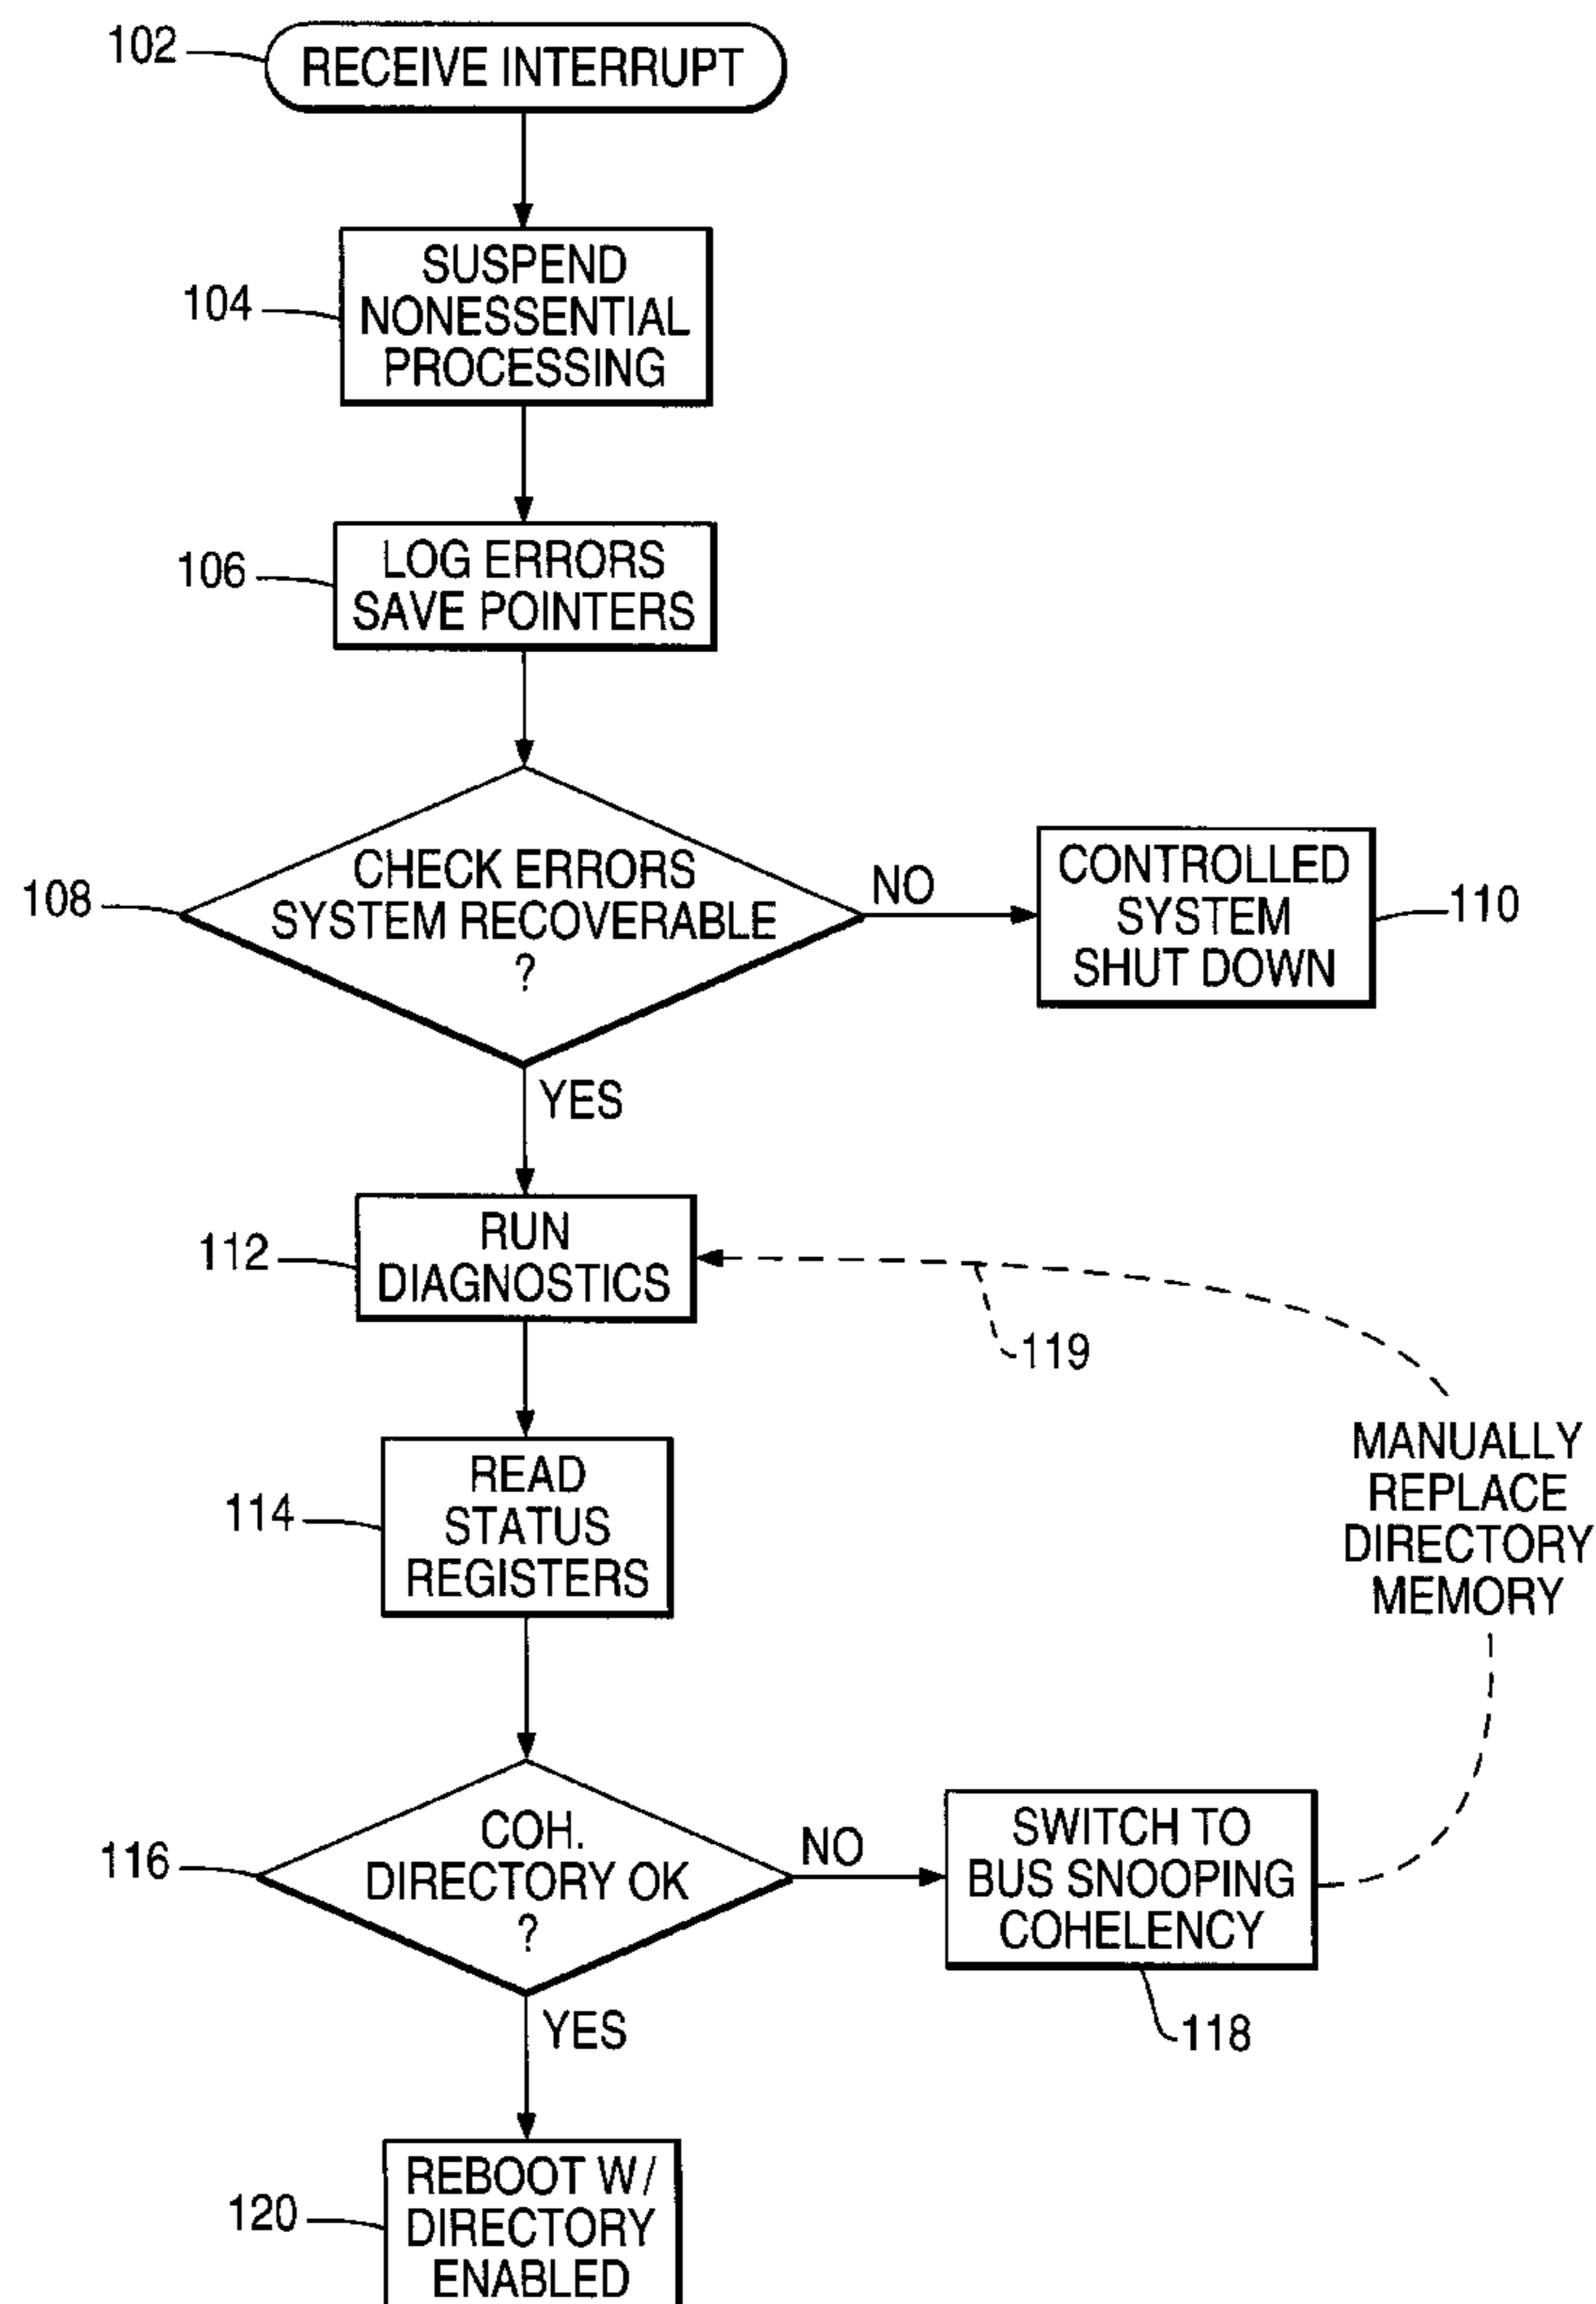 102
RECEIVE INTERRUPT
104
SUSPEND
NONESSENTIAL
PROCESSING
106
LOG ERRORS
SAVE POINTERS
108
CHECK ERRORS
SYSTEM RECOVERABLE
?
NO
CONTROLLED
SYSTEM
SHUT DOWN
110
YES
112
RUN
DIAGNOSTICS
119
MANUALLY
REPLACE
DIRECTORY
MEMORY
114
READ
STATUS
REGISTERS
116
COH.
DIRECTORY OK
?
NO
SWITCH TO
BUS SNOOPING
COHELENCY
118
YES
120
REBOOT W/
DIRECTORY
ENABLED